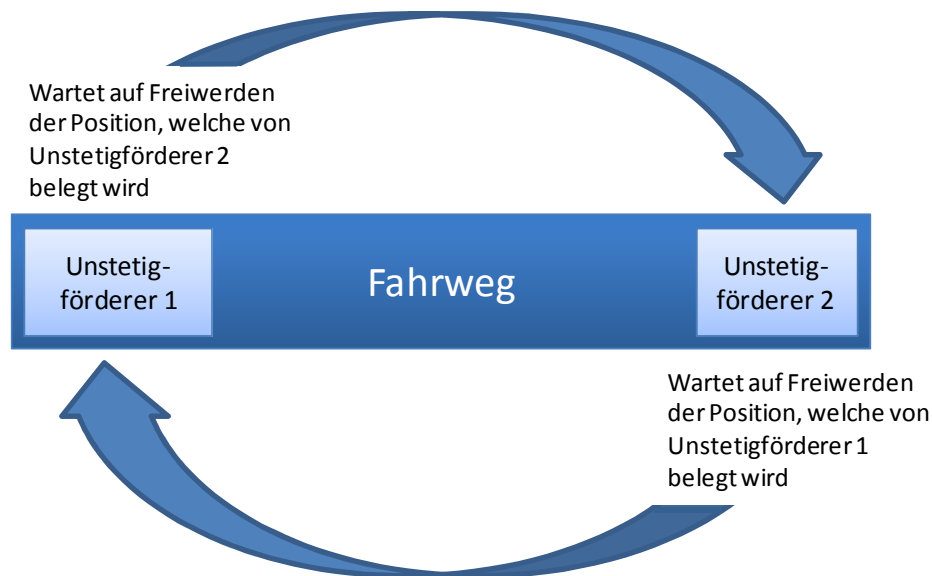 Wartet auf Freiwerden
der Position, welche von
Unstetigförderer 2
belegt wird
Unstetig-
förderer 1
Fahrweg
Unstetig-
förderer 2
Wartet auf Freiwerden
der Position, welche von
Unstetigförderer 1
belegt wird